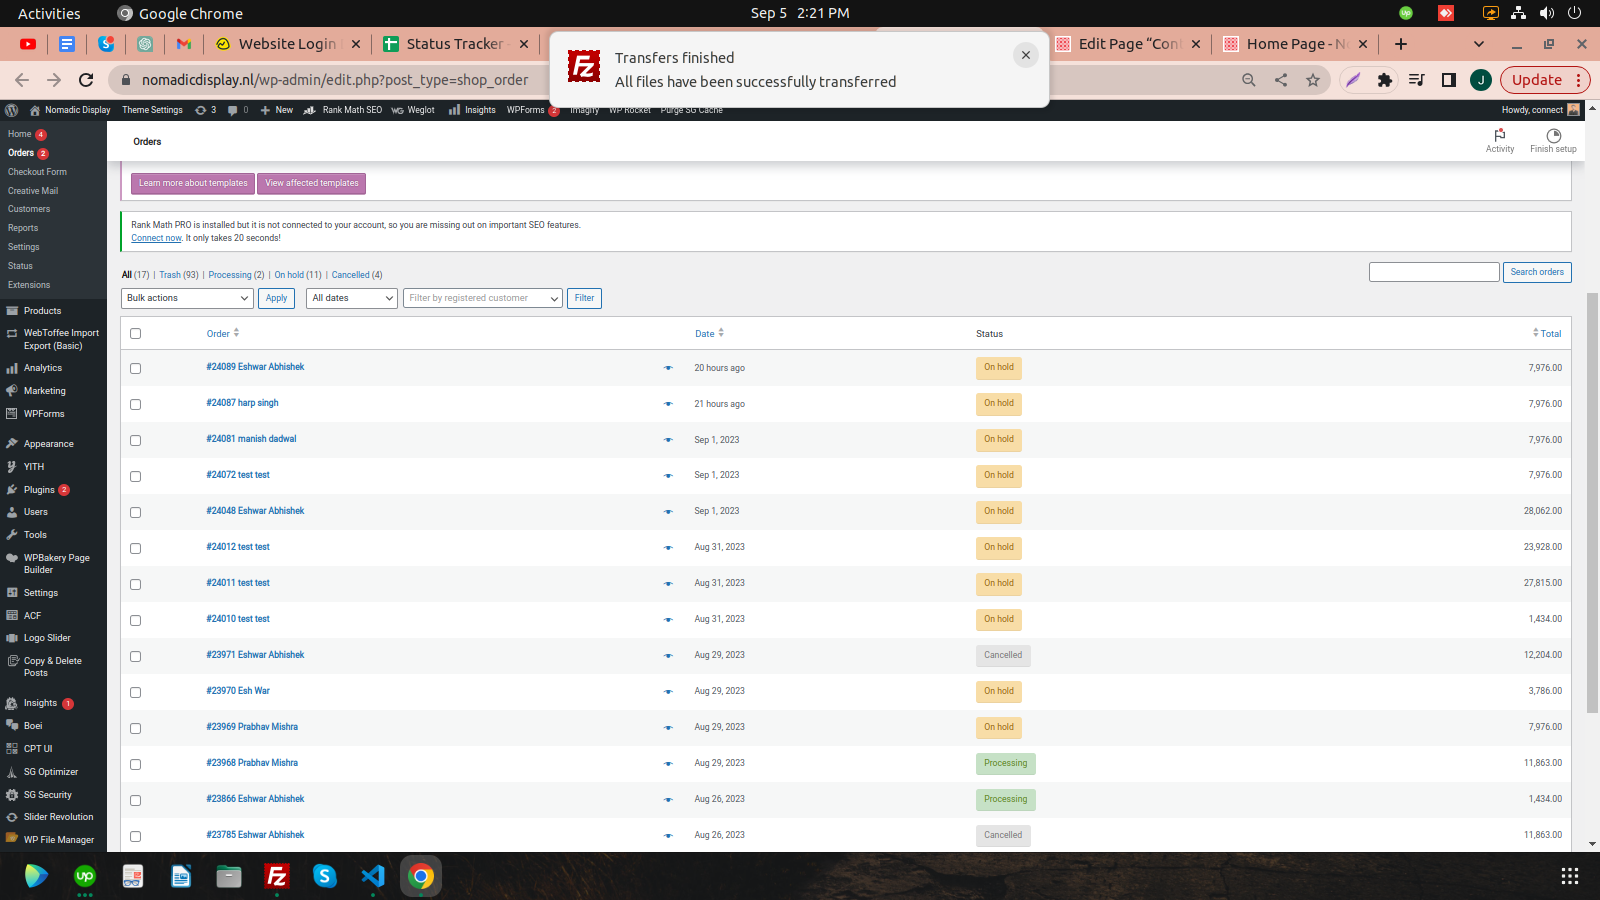 Activities
Google Chrome
Sep 5 2:21 PM
Website Login
Status Tracker -
Edit Page “Con
Home Page - N
Transfers finished
All files have been successfully transferred
nomadicdisplay.nl/wp-admin/edit.php?post_type=shop_order
J
Update
Nomadic Display
Theme Settings
3
0
New
Rank Math SEO
Weglot
Insights
WPForms 2
Imagify
WP Rocket
Purge SG Cache
Howdy, connect
Home 4
Orders 2
Checkout Form
Creative Mail
Customers
Reports
Settings
Status
Extensions
Products
WebToffee Import
Export (Basic)
Analytics
Marketing
WPForms
Appearance
YITH
Plugins 2
Users
Tools
WPBakery Page
Builder
Settings
ACF
Logo Slider
Copy & Delete
Posts
Insights 1
Boei
CPT UI
SG Optimizer
SG Security
Slider Revolution
WP File Manager
Orders
Activity
Finish setup
Learn more about templates
View affected templates
Rank Math PRO is installed but it is not connected to your account, so you are missing out on important SEO features.
Connect now. It only takes 20 seconds!
All (17) | Trash (93) | Processing (2) | On hold (11) | Cancelled (4)
Search orders
Bulk actions
Apply
All dates
Filter by registered customer
Filter
Order
Date
Status
Total
#24089 Eshwar Abhishek 20 hours ago On hold 7,976.00
#24087 harp singh 21 hours ago On hold 7,976.00
#24081 manish dadwal Sep 1, 2023 On hold 7,976.00
#24072 test test Sep 1, 2023 On hold 7,976.00
#24048 Eshwar Abhishek Sep 1, 2023 On hold 28,062.00
#24012 test test Aug 31, 2023 On hold 23,928.00
#24011 test test Aug 31, 2023 On hold 27,815.00
#24010 test test Aug 31, 2023 On hold 1,434.00
#23971 Eshwar Abhishek Aug 29, 2023 Cancelled 12,204.00
#23970 Esh War Aug 29, 2023 On hold 3,786.00
#23969 Prabhav Mishra Aug 29, 2023 On hold 7,976.00
#23968 Prabhav Mishra Aug 29, 2023 Processing 11,863.00
#23866 Eshwar Abhishek Aug 26, 2023 Processing 1,434.00
#23785 Eshwar Abhishek Aug 26, 2023 Cancelled 11,863.00